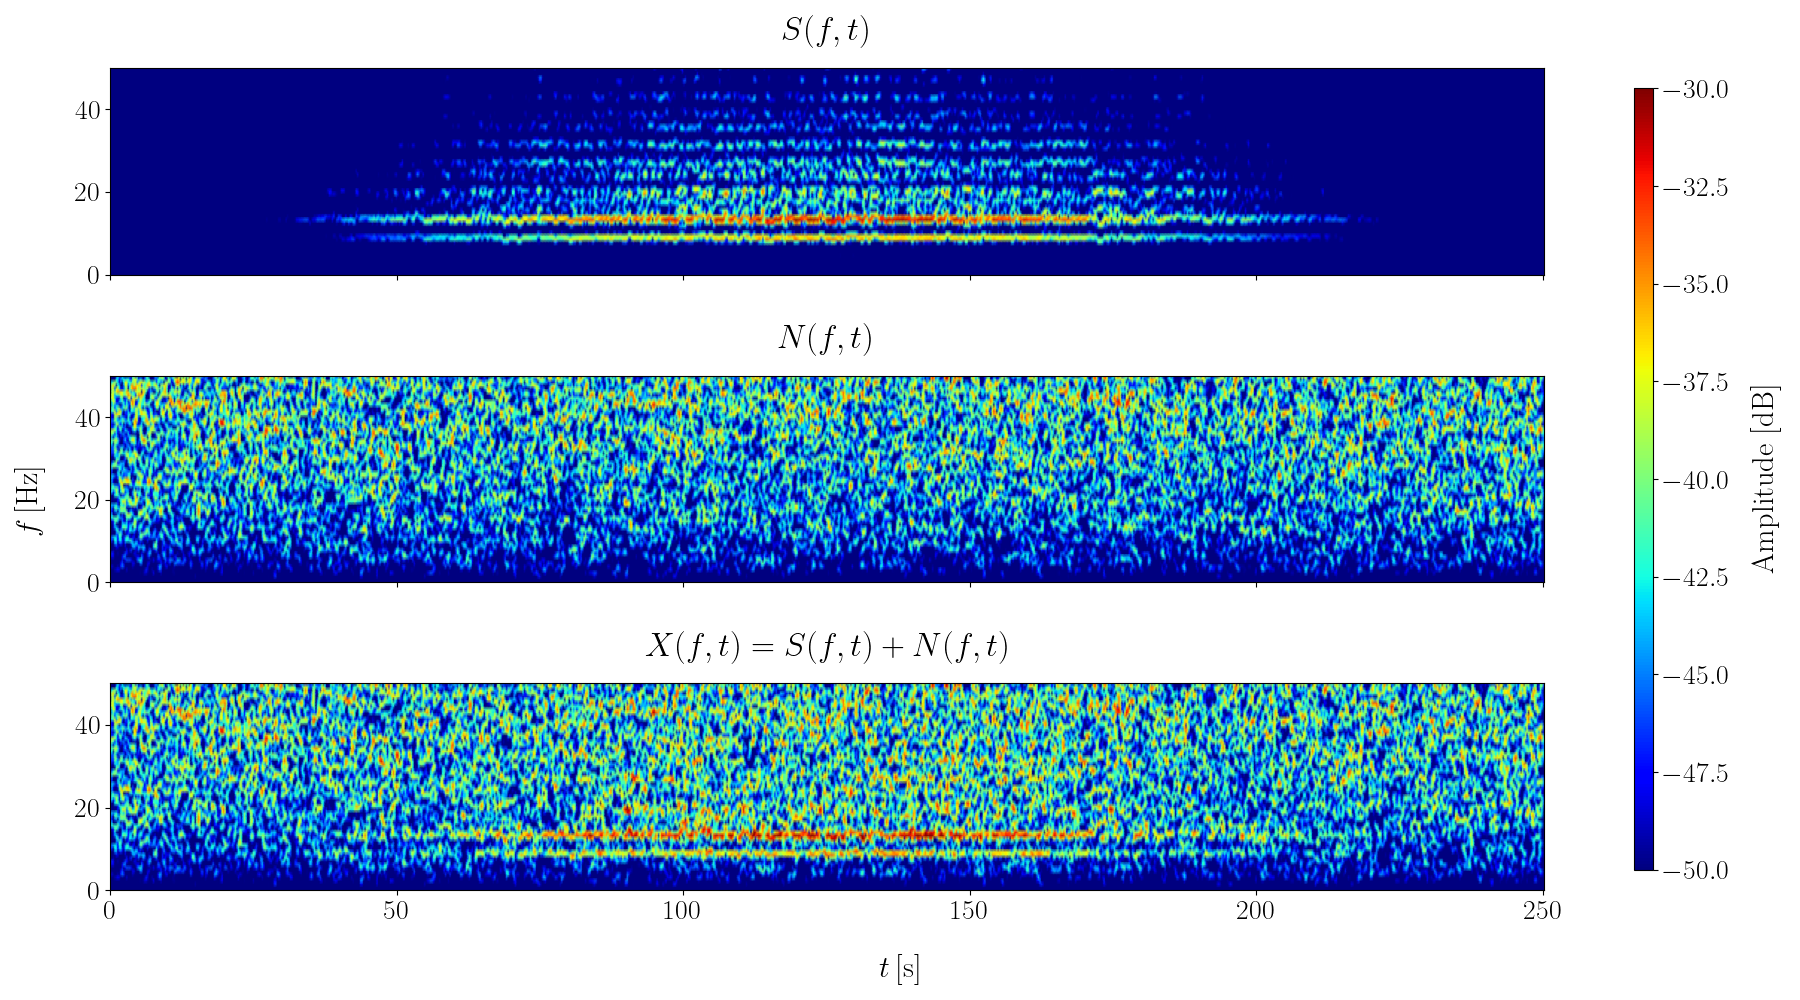 S(f, t)
40
20
0
N(f, t)
40
20
0
X(f, t) = S(f, t) + N(f, t)
40
20
0
0 50 100 150 200 250
t [s]
f [Hz]
−30.0
−32.5
−35.0
−37.5
−40.0
−42.5
−45.0
−47.5
−50.0
Amplitude [dB]